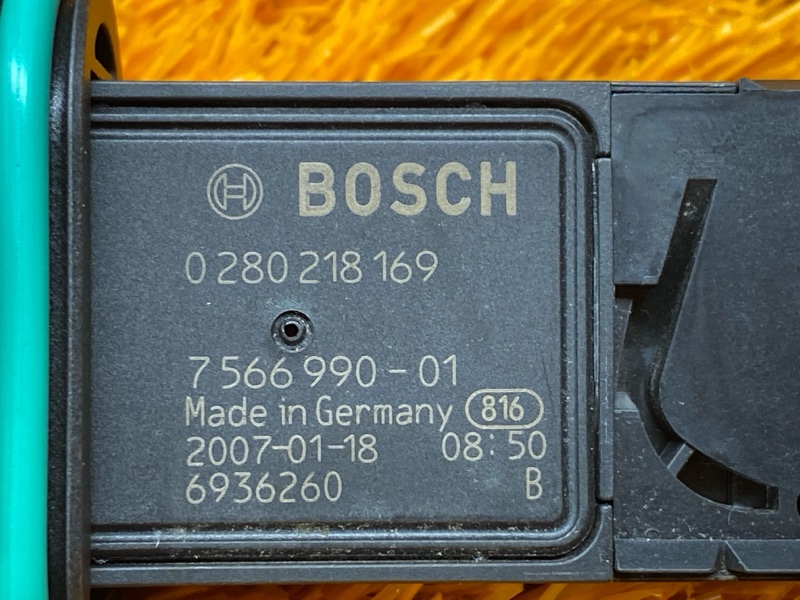 BOSCH
0 280 218 169
7 566 990-01
Made in Germany 816
2007-01-18 08:50
6936260 B